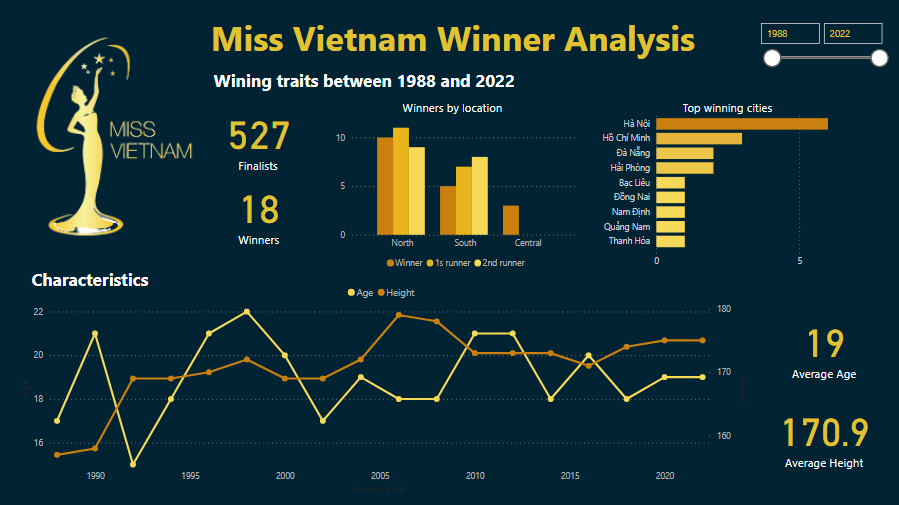 Miss Vietnam Winner Analysis
1988
2022
Wining traits between 1988 and 2022
MISS
VIETNAM
527
Finalists
18
Winners
Winners by location
10
5
0
North
South
Central
Winner
1s runner
2nd runner
Top winning cities
Hà Nội
Hồ Chí Minh
Đà Nẵng
Hải Phòng
Bạc Liêu
Đồng Nai
Nam Định
Quảng Nam
Thanh Hóa
0
5
Characteristics
Age
Height
22
20
18
16
180
170
160
1990
1995
2000
2005
2010
2015
2020
19
Average Age
170.9
Average Height